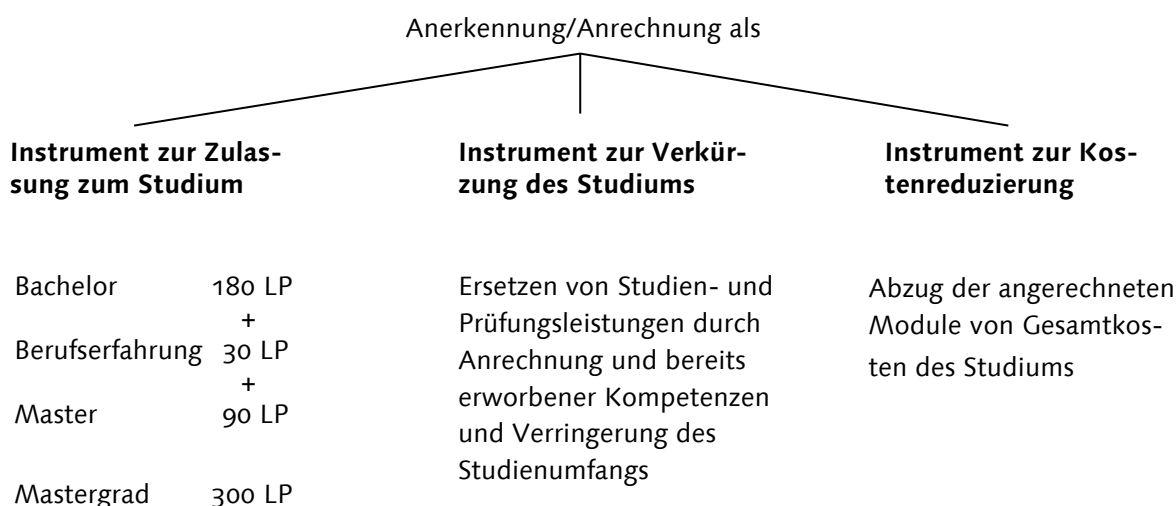 Anerkennung/Anrechnung als
Instrument zur Zulas-
sung zum Studium
Bachelor 180 LP
+
Berufserfahrung 30 LP
+
Master 90 LP
Mastergrad 300 LP
Instrument zur Verkür-
zung des Studiums
Ersetzen von Studien- und
Prüfungsleistungen durch
Anrechnung und bereits
erworbener Kompetenzen
und Verringerung des
Studienumfangs
Instrument zur Kos-
tenreduzierung
Abzug der angerechneten
Module von Gesamtkos-
ten des Studiums